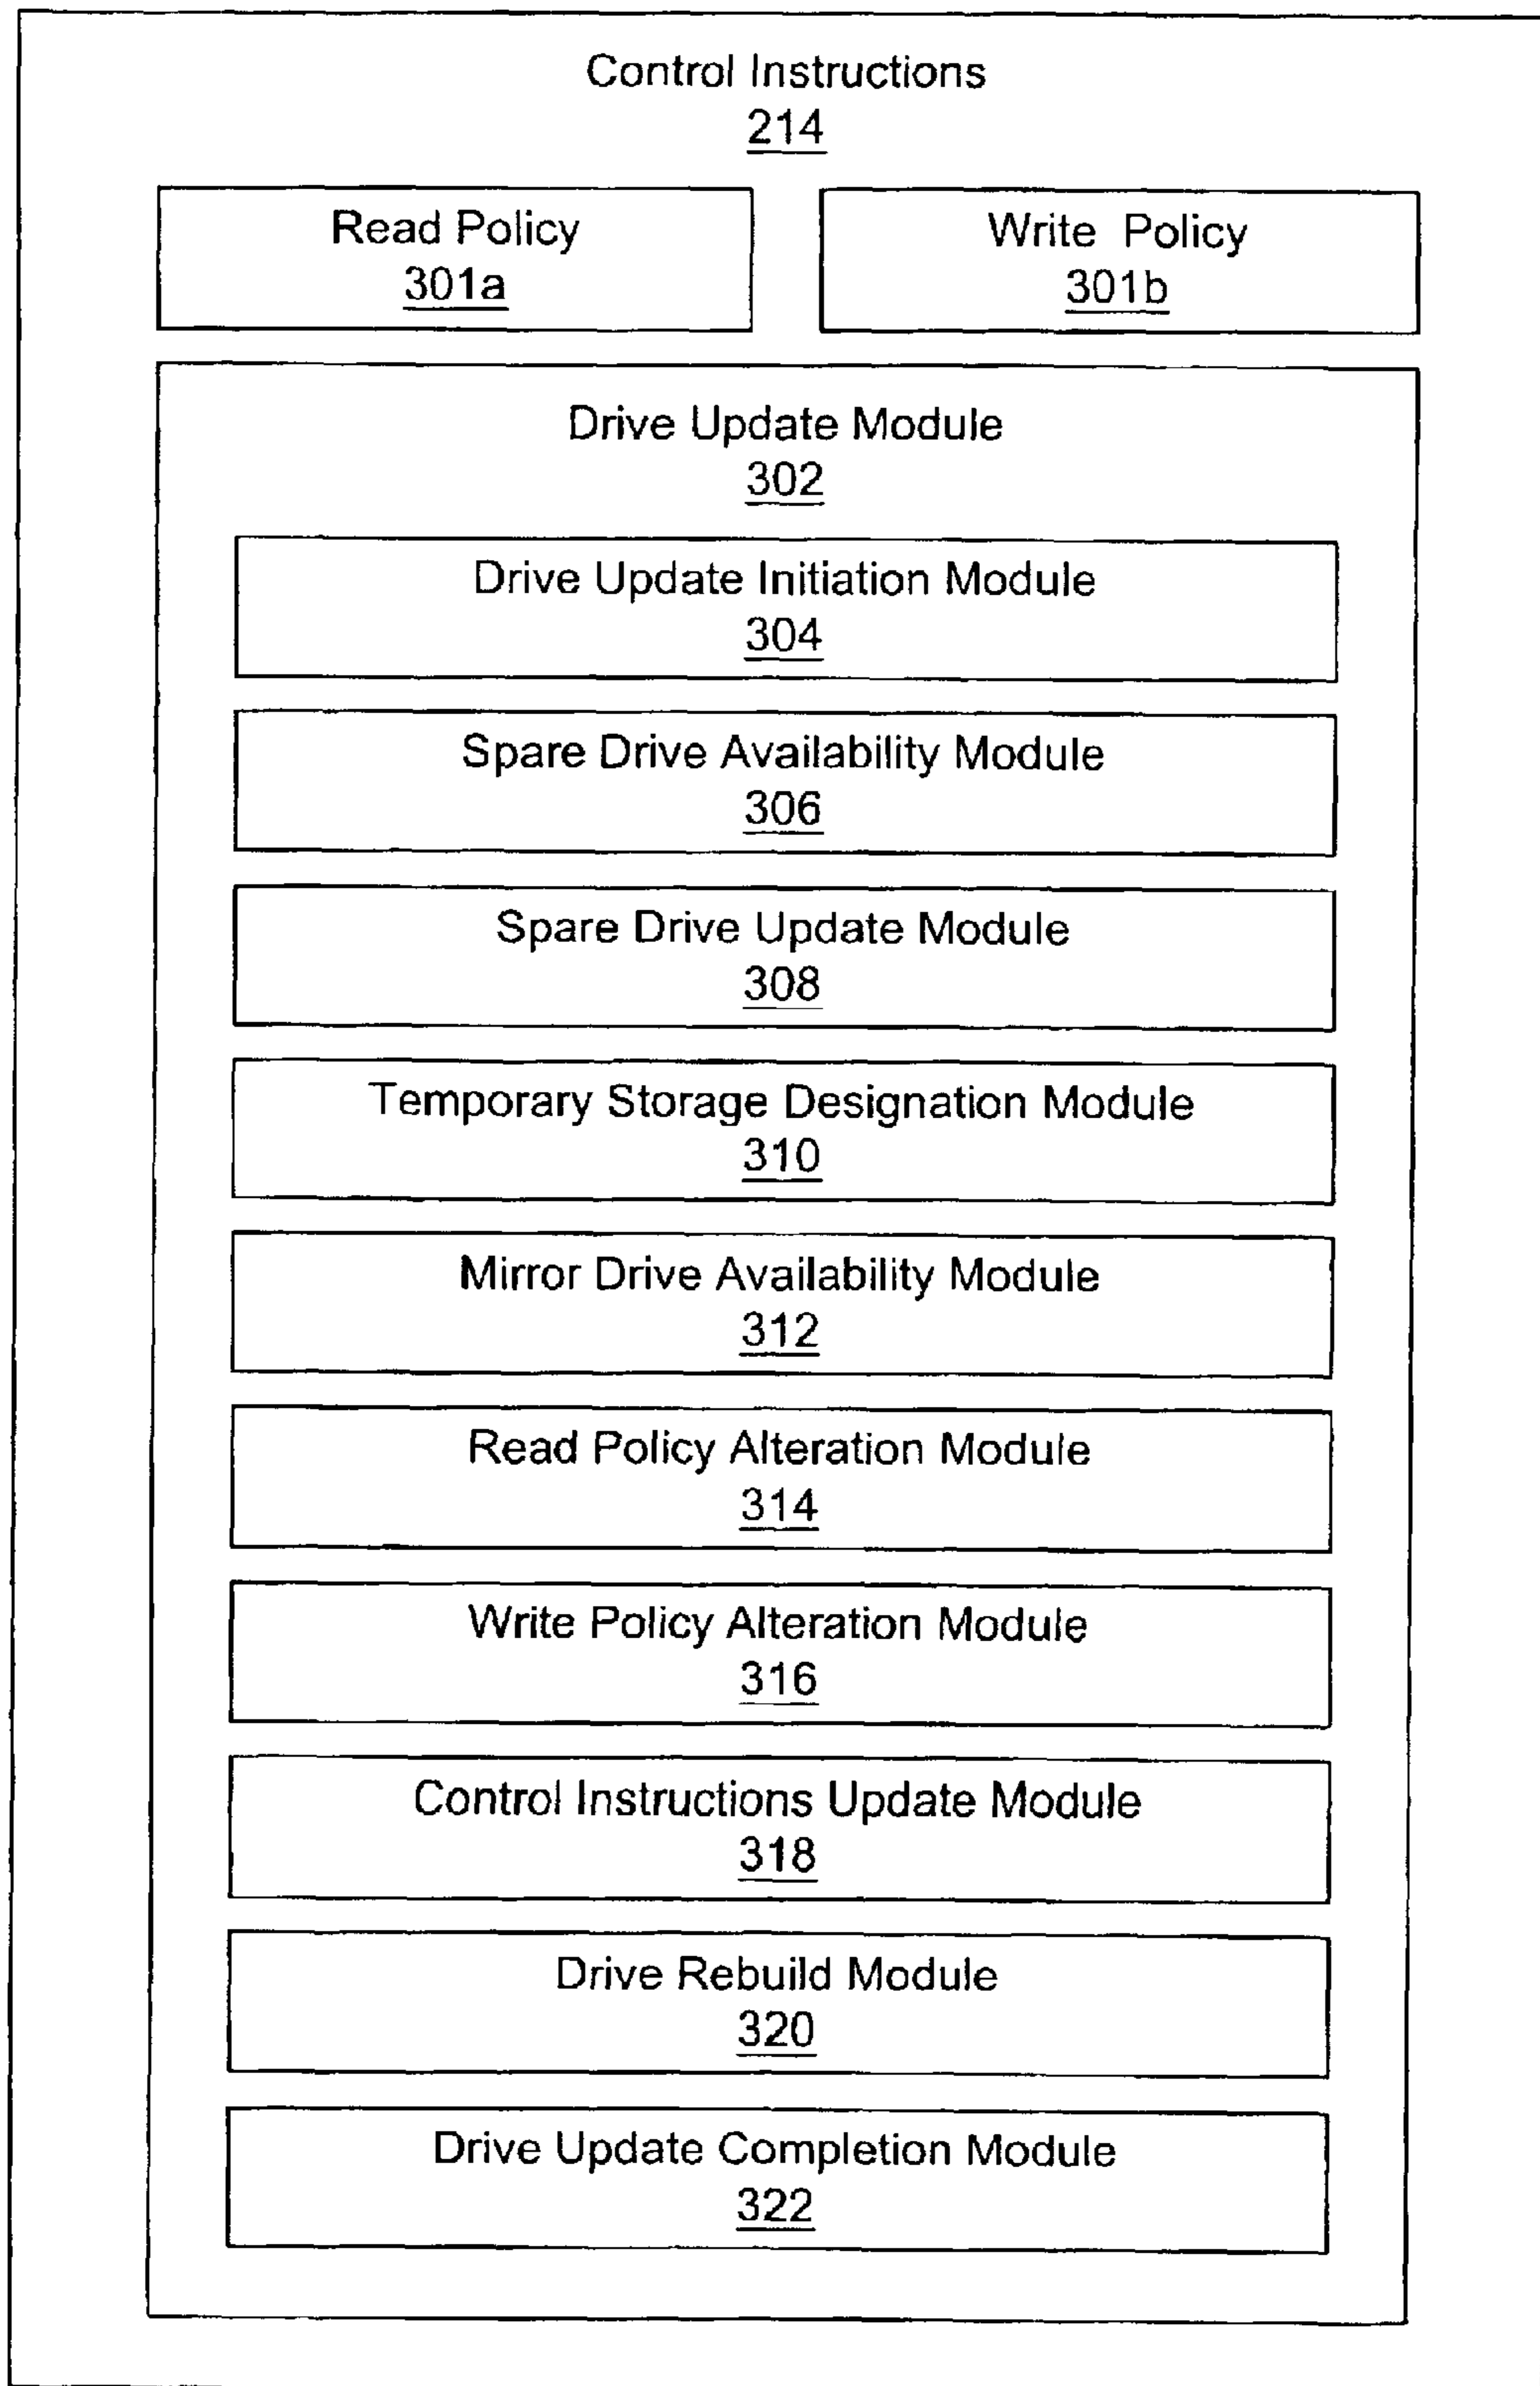 Control Instructions
214
Read Policy
301a
Write Policy
301b
Drive Update Module
302
Drive Update Initiation Module
304
Spare Drive Availability Module
306
Spare Drive Update Module
308
Temporary Storage Designation Module
310
Mirror Drive Availability Module
312
Read Policy Alteration Module
314
Write Policy Alteration Module
316
Control Instructions Update Module
318
Drive Rebuild Module
320
Drive Update Completion Module
322